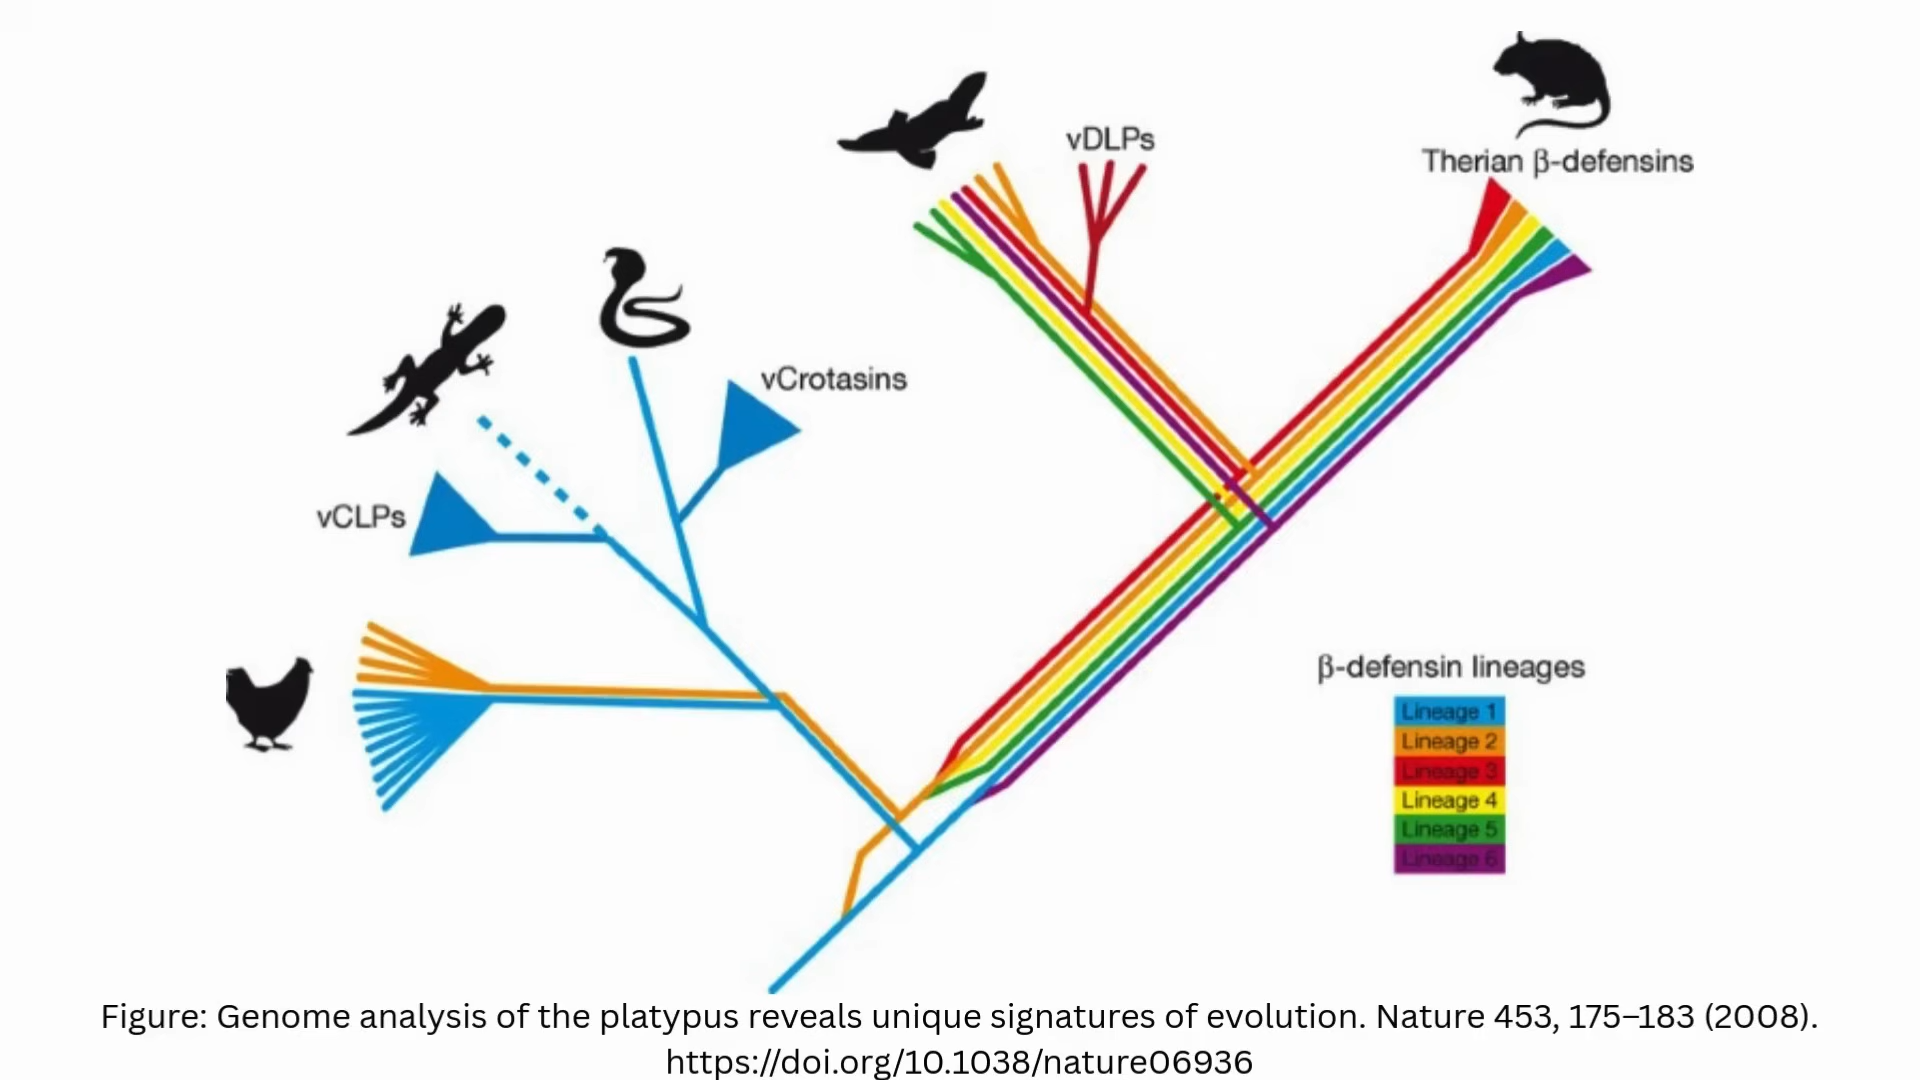 vDLPs
Therian β-defensins
vCrotasins
vCLPs
β-defensin lineages
Lineage 1
Lineage 2
Lineage 3
Lineage 4
Lineage 5
Lineage 6
Figure: Genome analysis of the platypus reveals unique signatures of evolution. Nature 453, 175–183 (2008).
https://doi.org/10.1038/nature06936